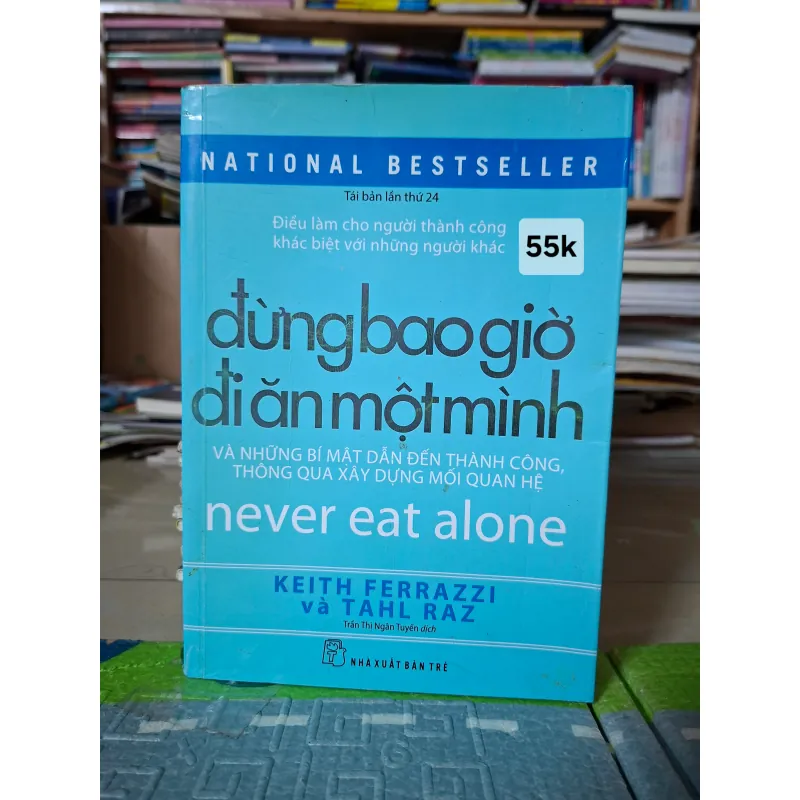 NATIONAL BESTSELLER
Tái bản lần thứ 24
Điều làm cho người thành công
khác biệt với những người khác
55k
đừng bao giờ
đi ăn một mình
VÀ NHỮNG BÍ MẬT DẪN ĐẾN THÀNH CÔNG,
THÔNG QUA XÂY DỰNG MỐI QUAN HỆ
never eat alone
KEITH FERRAZZI
và TAHL RAZ
Trần Thị Ngân Tuyến dịch
NHÀ XUẤT BẢN TRẺ